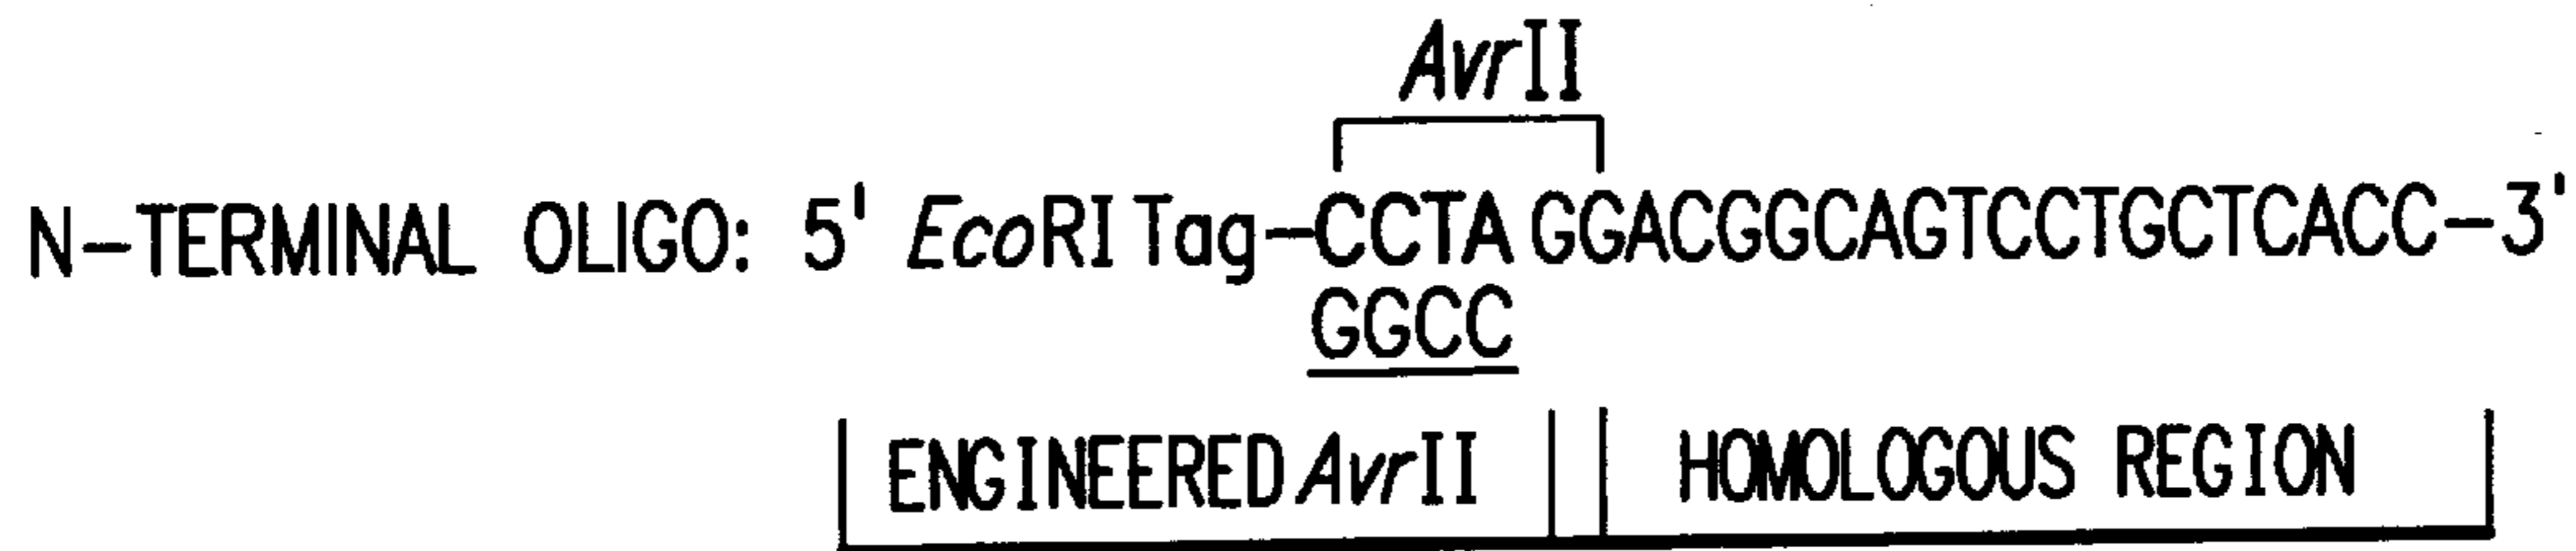 AvrII
N-TERMINAL OLIGO: 5' EcoRI Tag-CCTA GGACGGCAGTCCTGCTCACC-3'
GGCC
ENGINEERED AvrII HOMOLOGOUS REGION